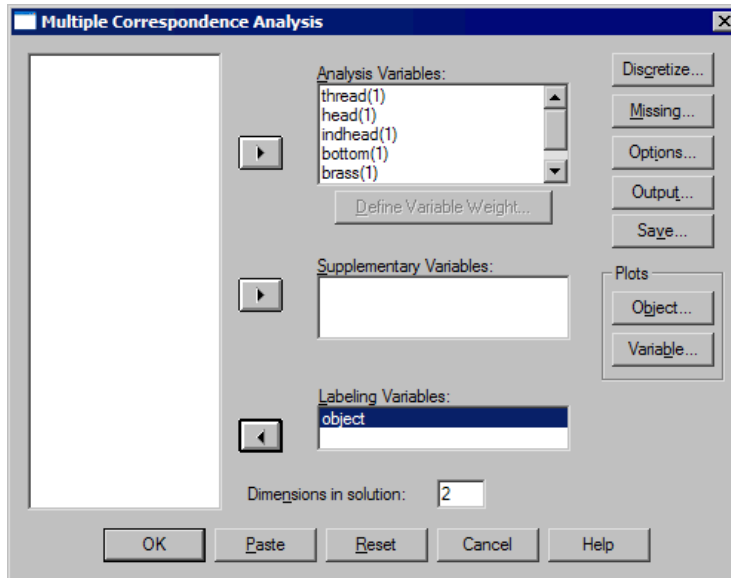 Multiple Correspondence Analysis
Analysis Variables:
thread(1)
head(1)
indhead(1)
bottom(1)
brass(1)
Define Variable Weight...
Supplementary Variables:
Labeling Variables:
object
Dimensions in solution: 2
Discretize...
Missing...
Options...
Output...
Save...
Plots
Object...
Variable...
OK Paste Reset Cancel Help